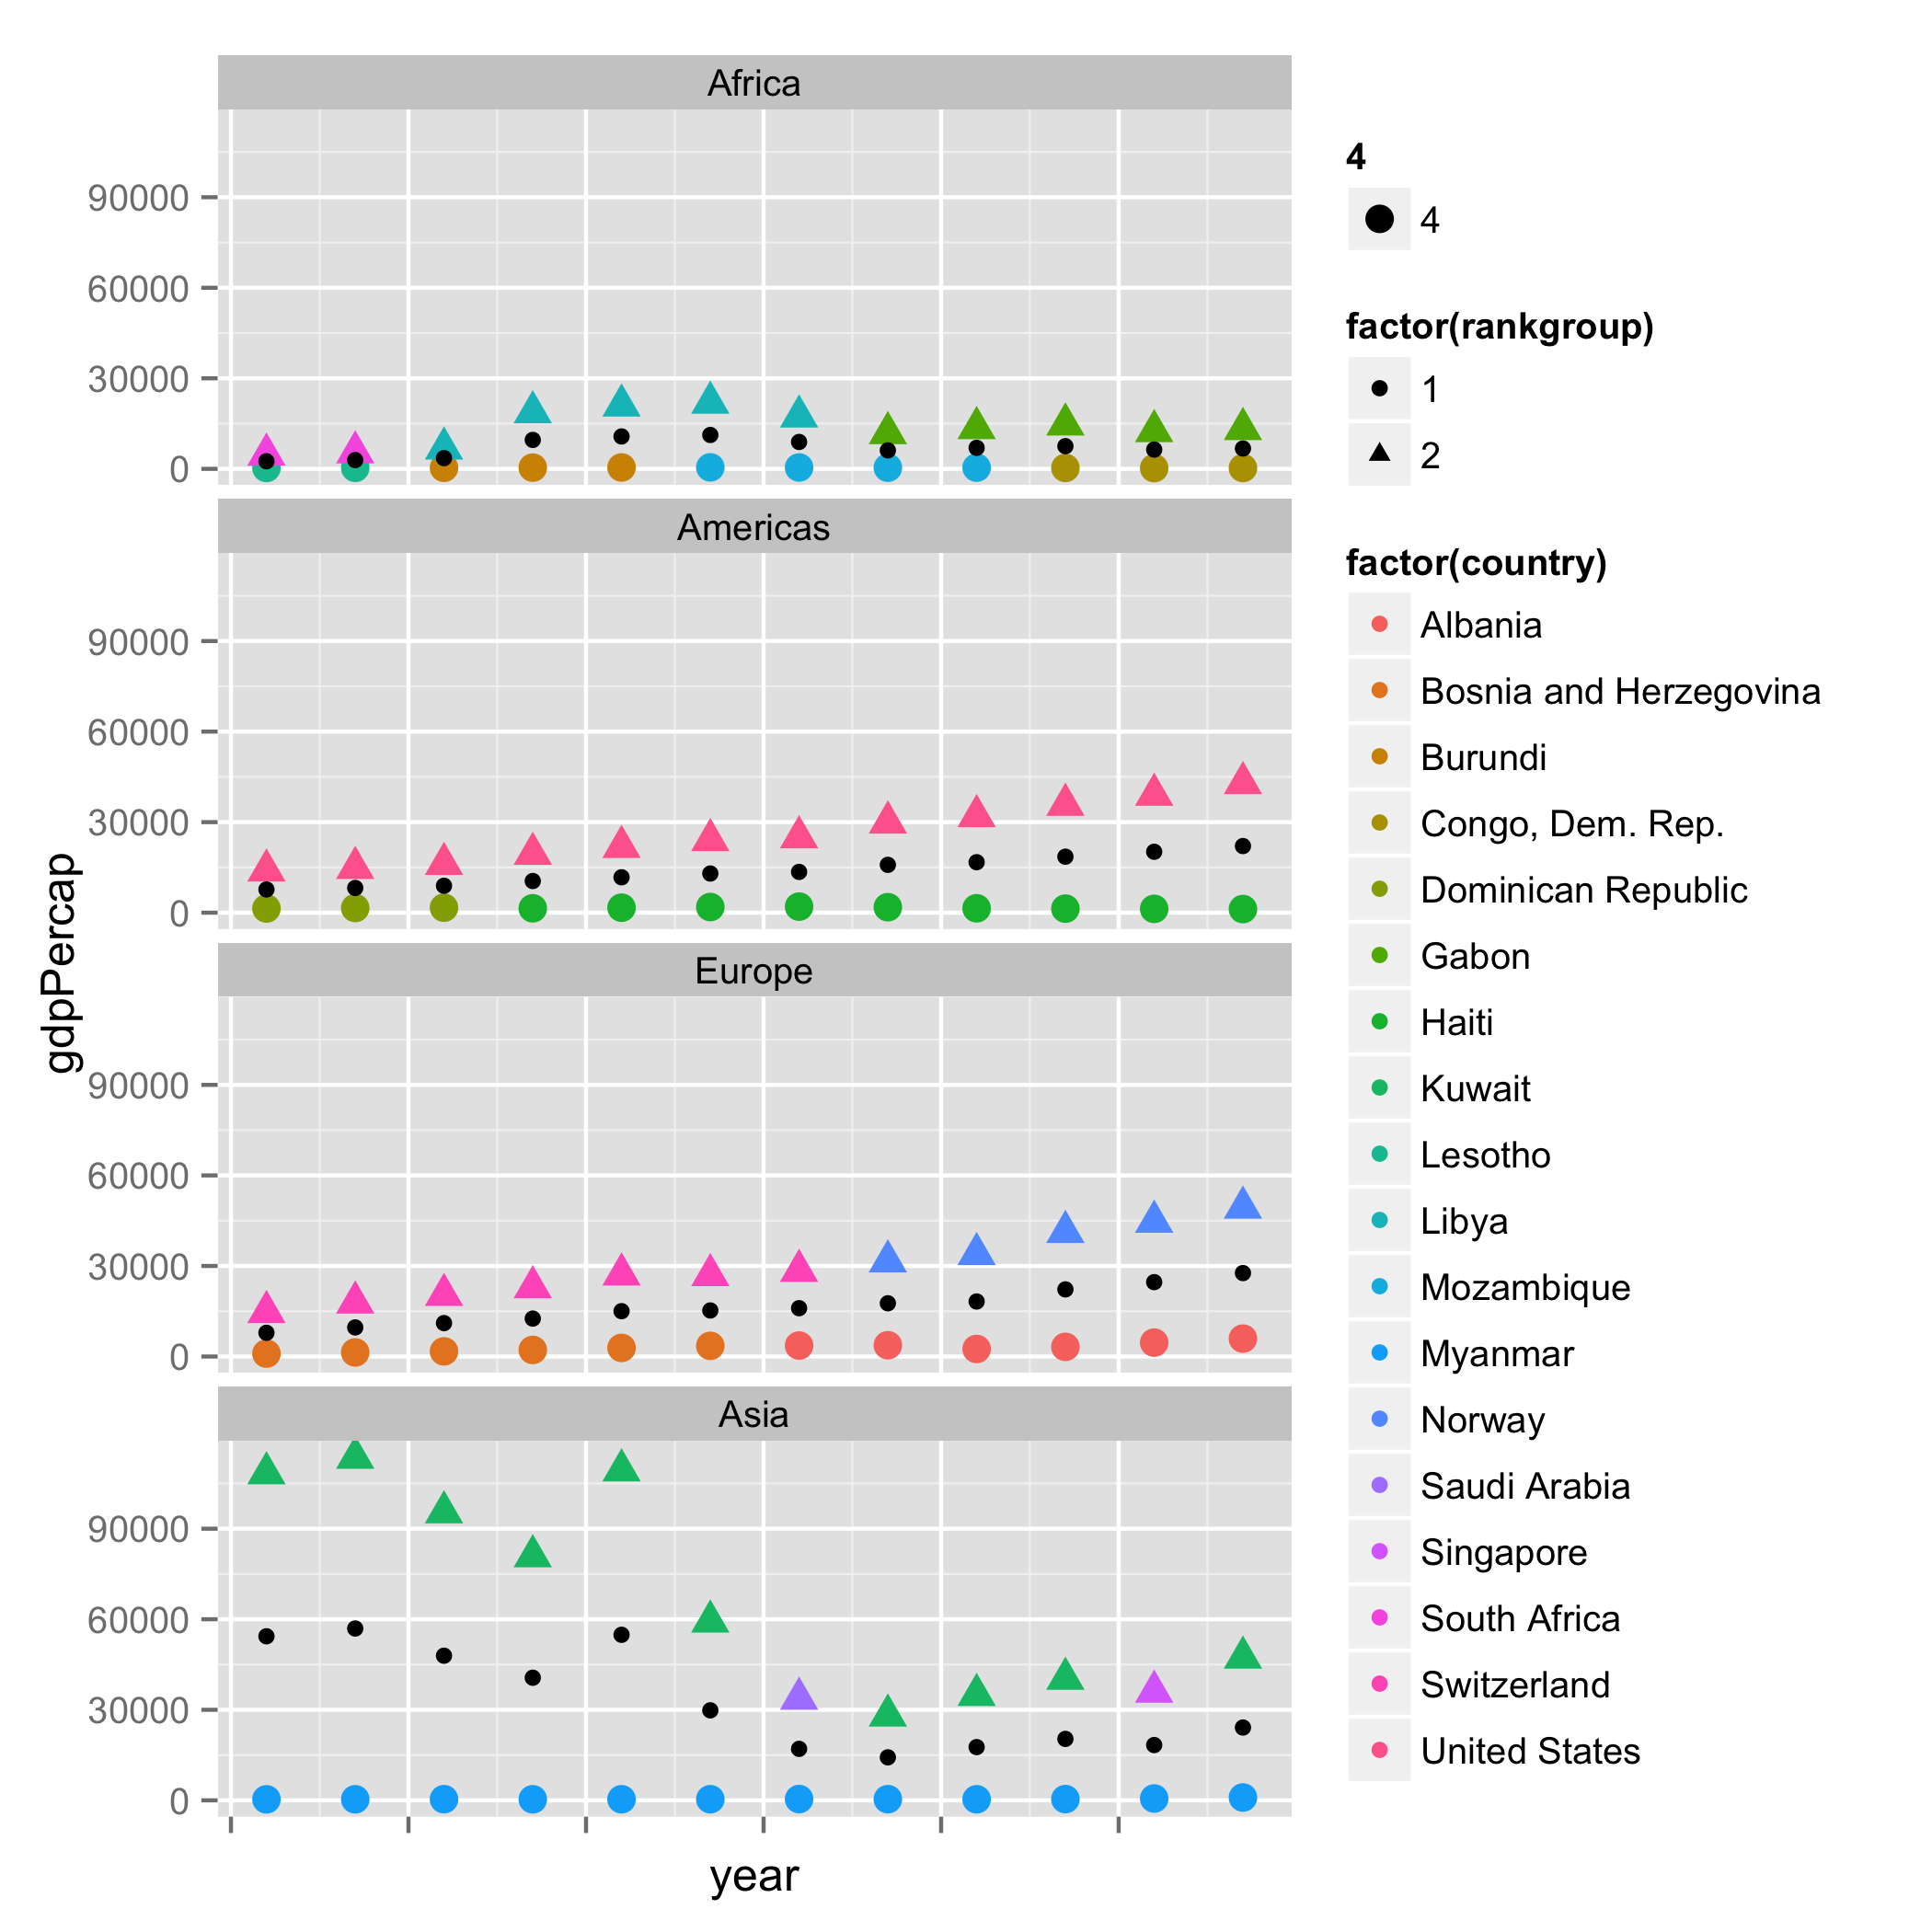 Africa
90000
60000
30000
0
Americas
90000
60000
30000
0
Europe
90000
60000
30000
0
Asia
90000
60000
30000
0
gdpPercap
year
4
4
factor(rankgroup)
1
2
factor(country)
Albania
Bosnia and Herzegovina
Burundi
Congo, Dem. Rep.
Dominican Republic
Gabon
Haiti
Kuwait
Lesotho
Libya
Mozambique
Myanmar
Norway
Saudi Arabia
Singapore
South Africa
Switzerland
United States